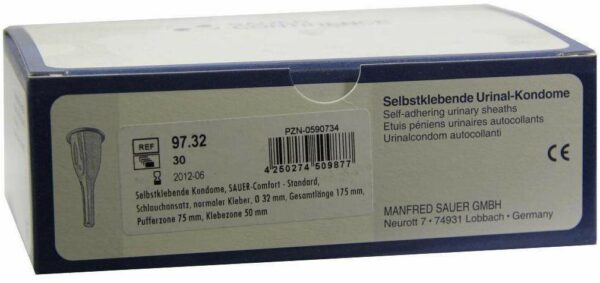 Selbstklebende Urinal-Kondome
Self-adhering urinary sheaths
Etuis péniens urinaires autocollants
Urinalcondom autocollanti
CE
MANFRED SAUER GMBH
Neurott 7 • 74931 Lobbach • Germany
REF 97.32
30
2012-06
PZN-0590734
4 250274 509877
Selbstklebende Kondome, SAUER-Comfort - Standard,
Schlauchansatz, normaler Kleber, Ø 32 mm, Gesamtlänge 175 mm,
Pufferzone 75 mm, Klebezone 50 mm